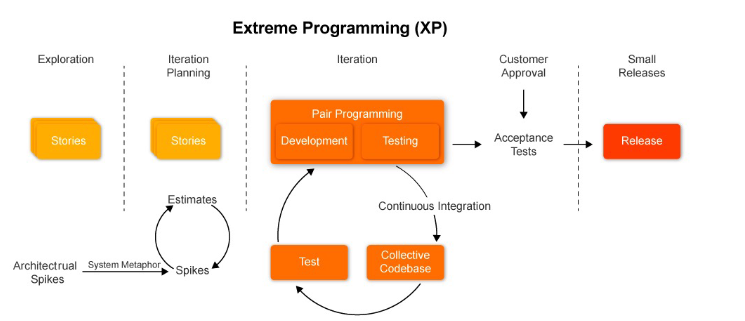 Extreme Programming (XP)
Exploration
Iteration
Planning
Iteration
Customer
Approval
Small
Releases
Stories
Stories
Pair Programming
Development
Testing
Acceptance
Tests
Release
Estimates
Continuous Integration
Architectrual
Spikes
System Metaphor
Spikes
Test
Collective
Codebase